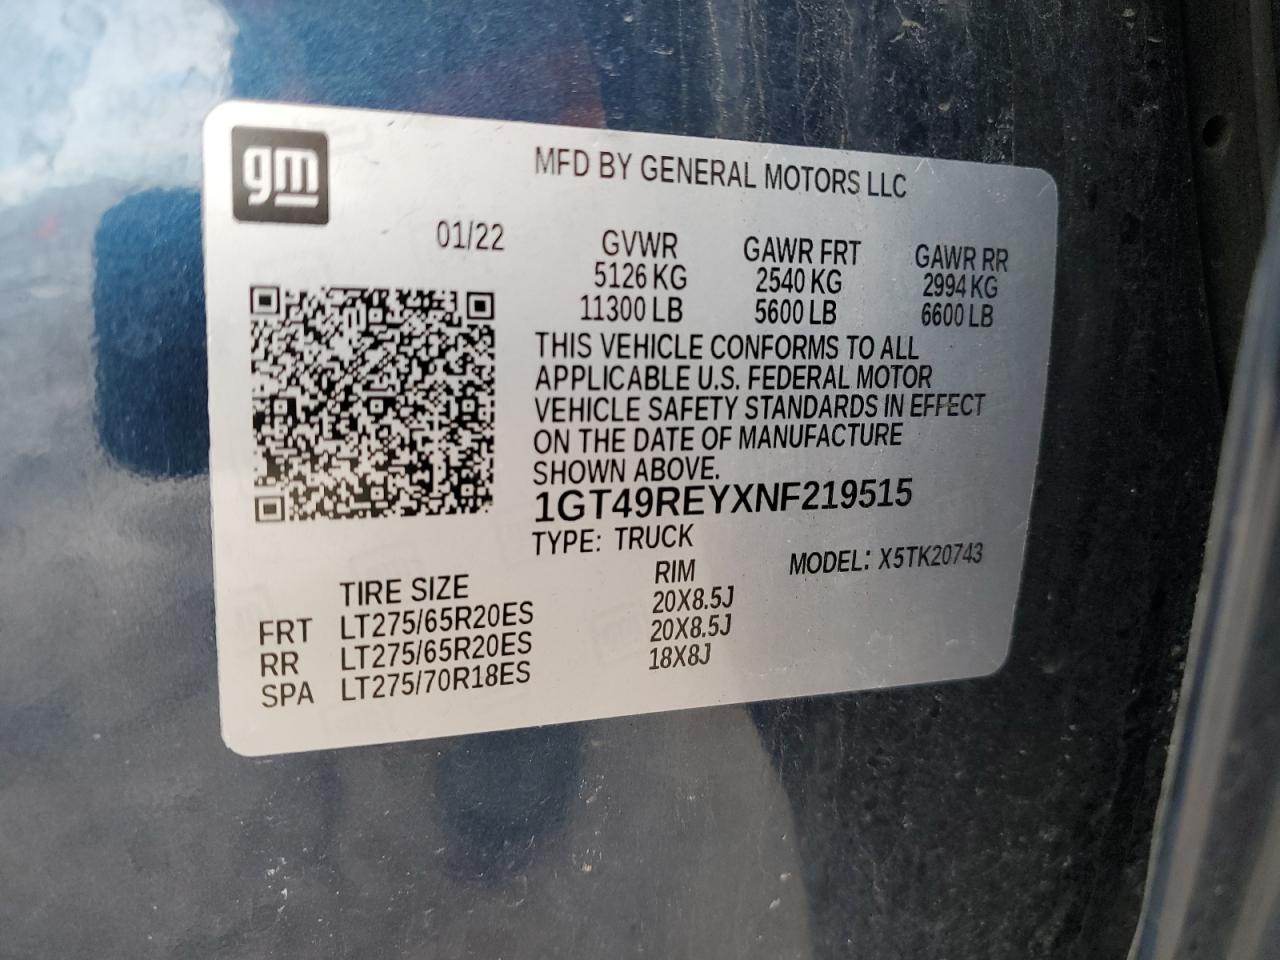 gm
MFD BY GENERAL MOTORS LLC
01/22
GVWR GAWR FRT GAWR RR
5126 KG 2540 KG 2994 KG
11300 LB 5600 LB 6600 LB
THIS VEHICLE CONFORMS TO ALL
APPLICABLE U.S. FEDERAL MOTOR
VEHICLE SAFETY STANDARDS IN EFFECT
ON THE DATE OF MANUFACTURE
SHOWN ABOVE.
1GT49REYXNF219515
TYPE: TRUCK
MODEL: X5TK20743
TIRE SIZE RIM
FRT LT275/65R20ES 20X8.5J
RR LT275/65R20ES 20X8.5J
SPA LT275/70R18ES 18X8J